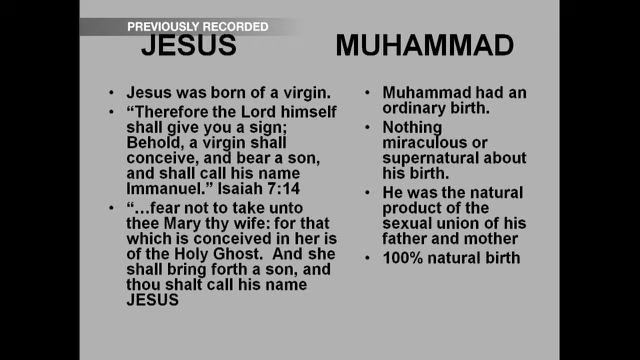 PREVIOUSLY RECORDED
JESUS
• Jesus was born of a virgin.
• “Therefore the Lord himself
shall give you a sign;
Behold, a virgin shall
conceive, and bear a son,
and shall call his name
Immanuel.” Isaiah 7:14
• “…fear not to take unto
thee Mary thy wife: for that
which is conceived in her is
of the Holy Ghost. And she
shall bring forth a son, and
thou shalt call his name
JESUS
MUHAMMAD
• Muhammad had an
ordinary birth.
• Nothing
miraculous or
supernatural about
his birth.
• He was the natural
product of the
sexual union of his
father and mother
• 100% natural birth